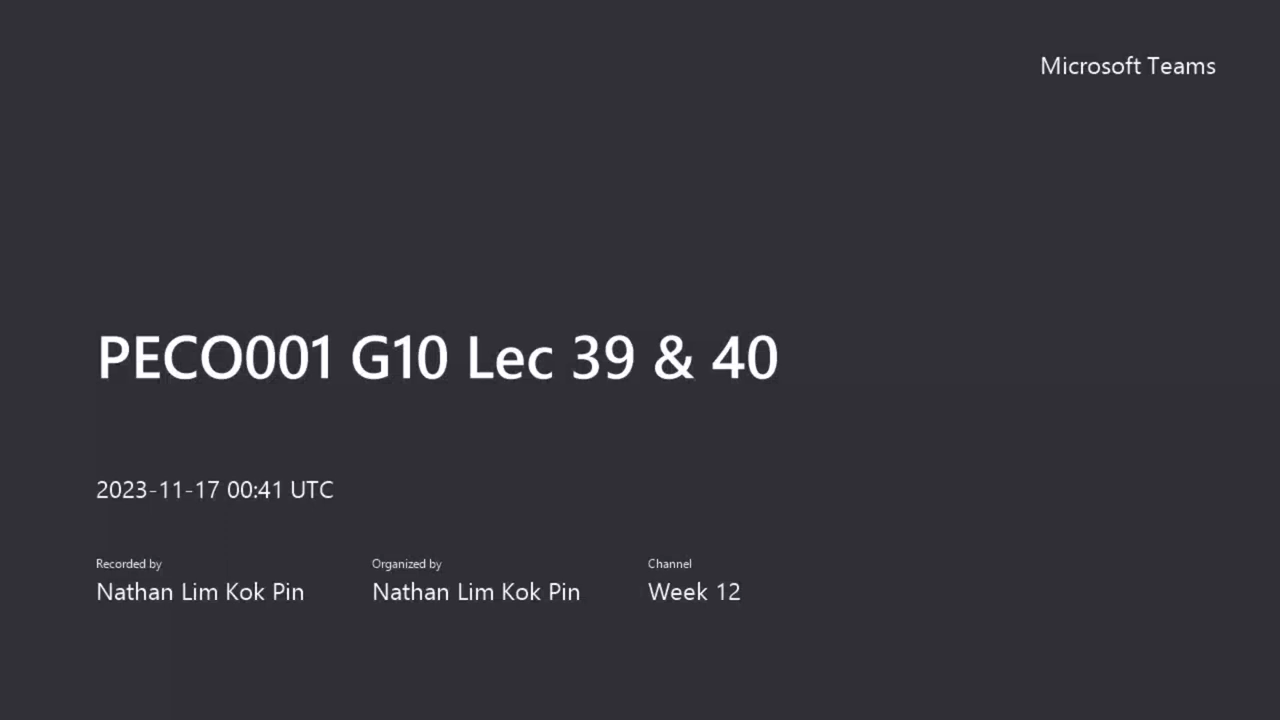 Microsoft Teams
PECO001 G10 Lec 39 & 40
2023-11-17 00:41 UTC
Recorded by
Nathan Lim Kok Pin
Organized by
Nathan Lim Kok Pin
Channel
Week 12